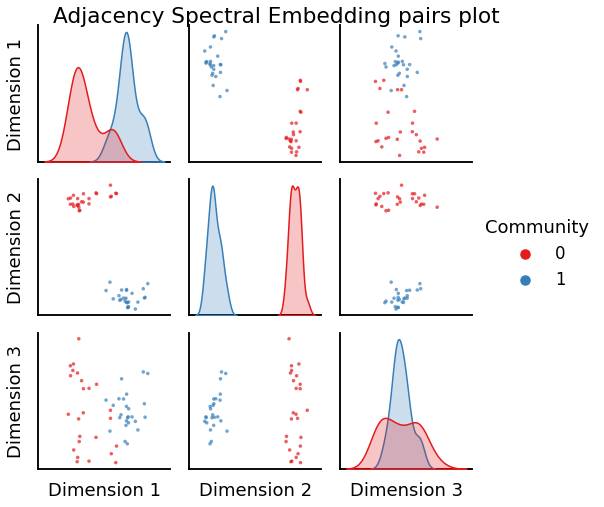 Adjacency Spectral Embedding pairs plot
Dimension 1
Dimension 2
Dimension 3
Community
0
1
Dimension 1
Dimension 2
Dimension 3